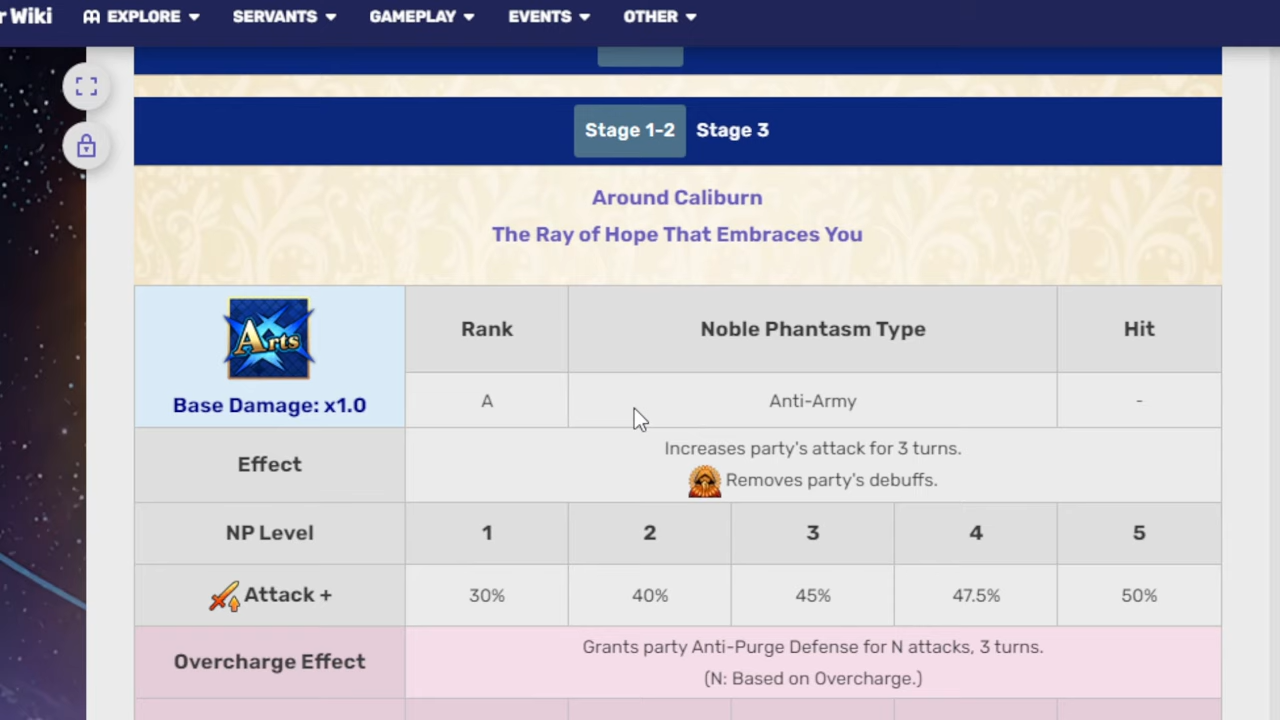 r Wiki EXPLORE SERVANTS GAMEPLAY EVENTS OTHER
Stage 1-2 Stage 3
Around Caliburn
The Ray of Hope That Embraces You
Arts
Base Damage: x1.0
Rank Noble Phantasm Type Hit
A Anti-Army -
Effect
Increases party's attack for 3 turns.
Removes party's debuffs.
NP Level 1 2 3 4 5
Attack + 30% 40% 45% 47.5% 50%
Overcharge Effect
Grants party Anti-Purge Defense for N attacks, 3 turns.
(N: Based on Overcharge.)